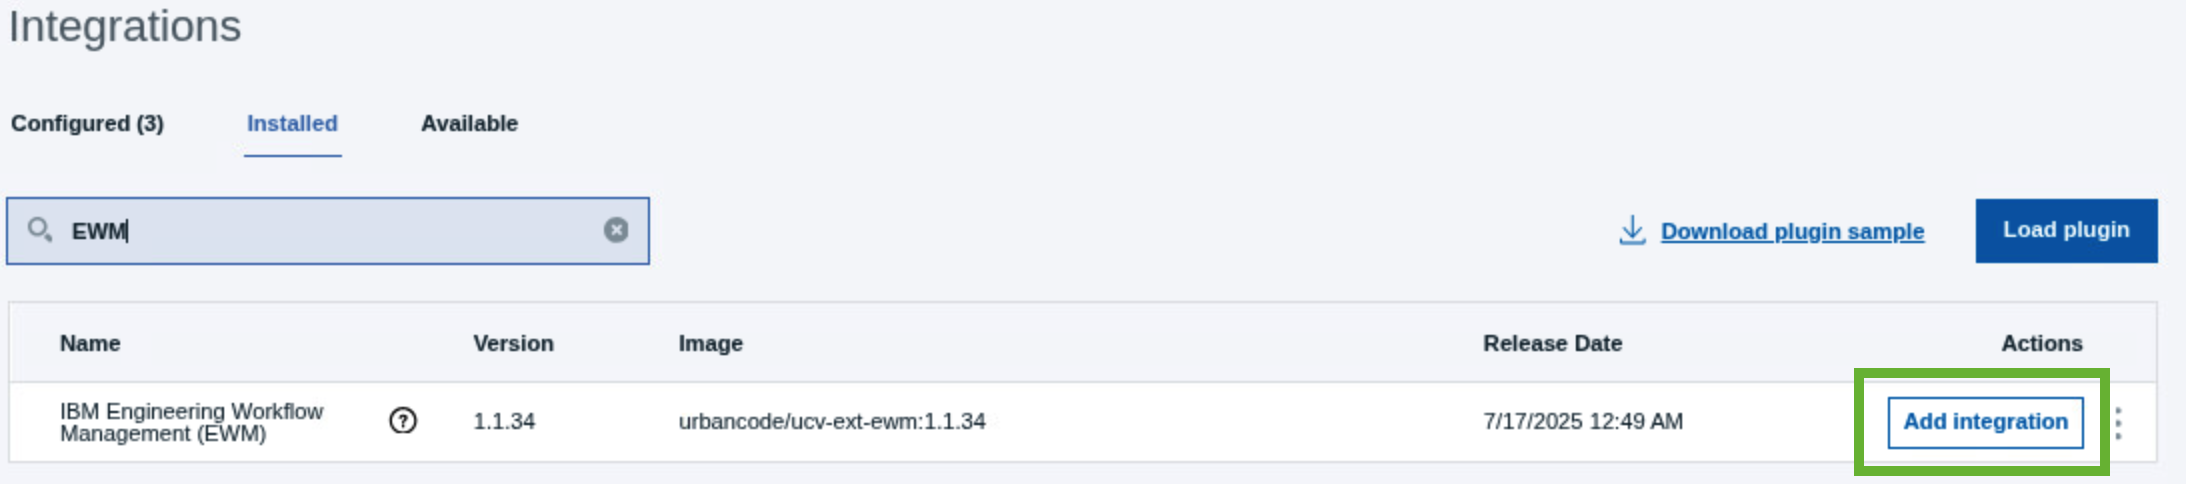 Integrations
Configured (3) Installed Available
EWM
Download plugin sample Load plugin
Name Version Image Release Date Actions
IBM Engineering Workflow
Management (EWM) ? 1.1.34 urbancode/ucv-ext-ewm:1.1.34 7/17/2025 12:49 AM Add integration